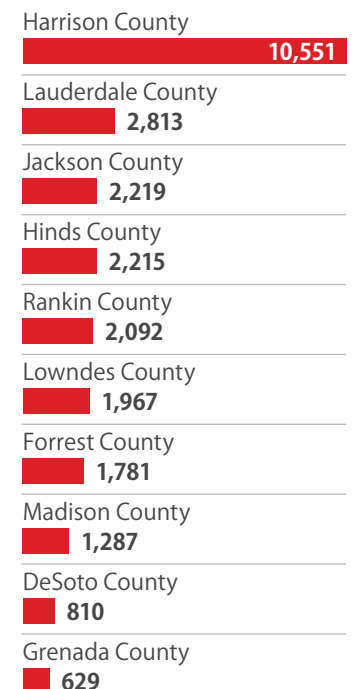 Harrison County
10,551
Lauderdale County
2,813
Jackson County
2,219
Hinds County
2,215
Rankin County
2,092
Lowndes County
1,967
Forrest County
1,781
Madison County
1,287
DeSoto County
810
Grenada County
629